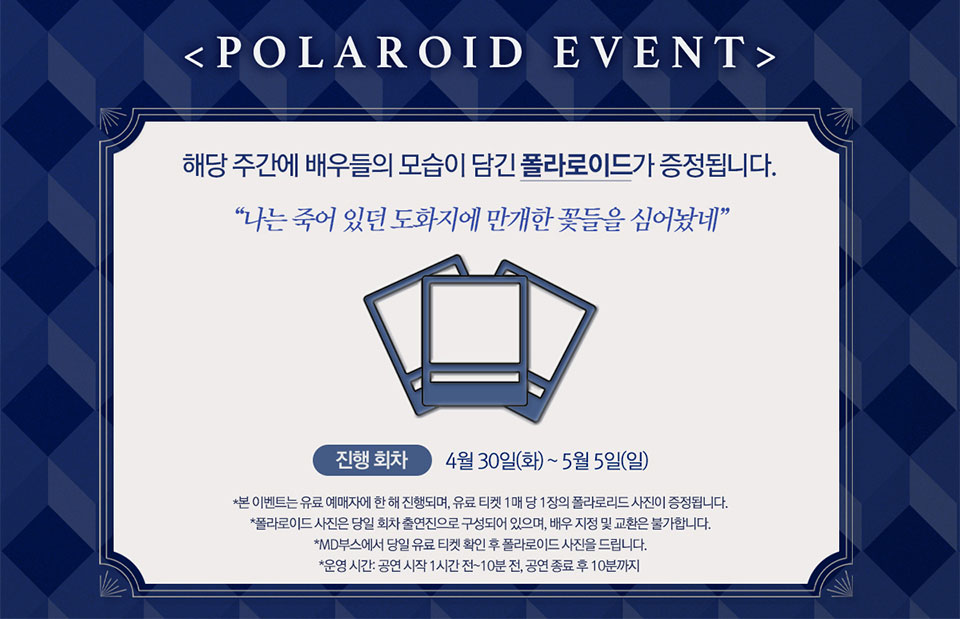 <POLAROID EVENT>
해당 주간에 배우들의 모습이 담긴 폴라로이드가 증정됩니다.
“나는 죽어 있던 도화지에 만개한 꽃들을 심어놨네”
진행 회차 4월 30일(화) ~ 5월 5일(일)
*본 이벤트는 유료 예매자에 한 해 진행되며, 유료 티켓 1매 당 1장의 폴라로리드 사진이 증정됩니다.
*폴라로이드 사진은 당일 회차 출연진으로 구성되어 있으며, 배우 지정 및 교환은 불가합니다.
*MD부스에서 당일 유료 티켓 확인 후 폴라로이드 사진을 드립니다.
*운영 시간: 공연 시작 1시간 전~10분 전, 공연 종료 후 10분까지